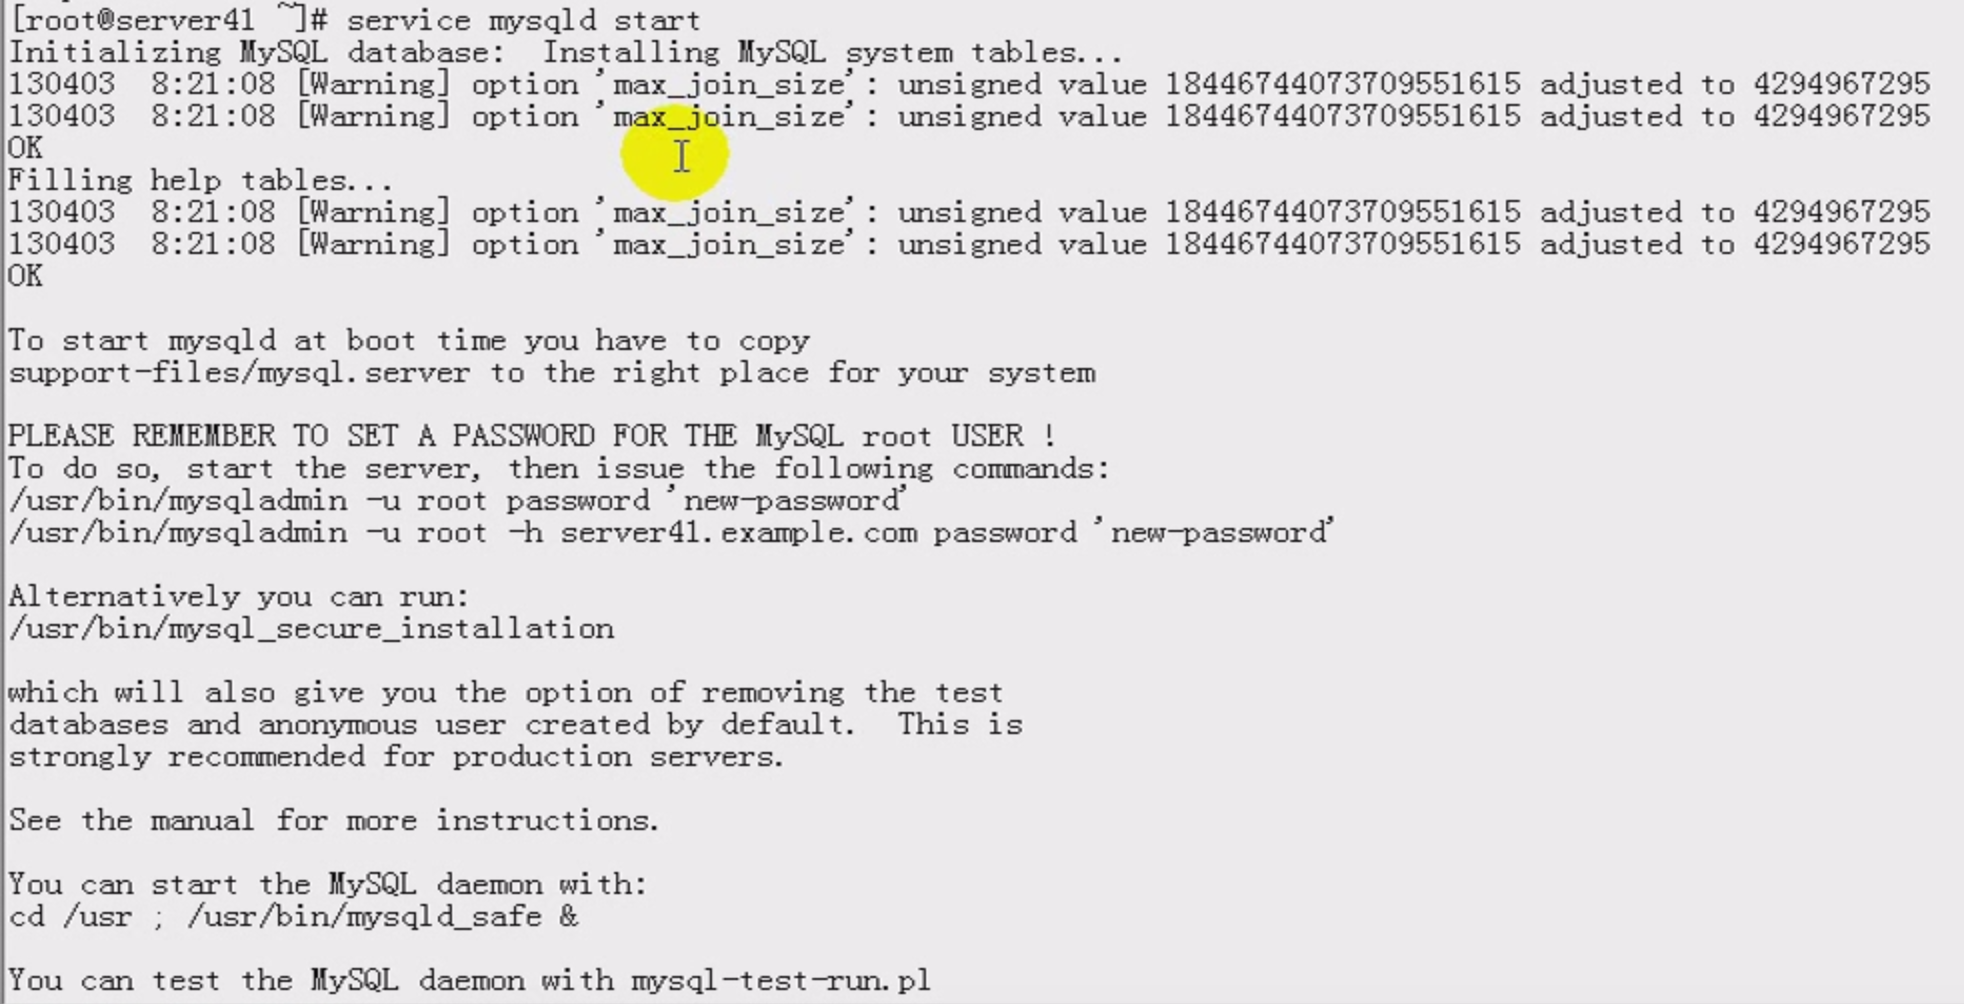 [root@server41 ~]# service mysqld start
Initializing MySQL database:  Installing MySQL system tables...
130403  8:21:08 [Warning] option 'max_join_size': unsigned value 18446744073709551615 adjusted to 4294967295
130403  8:21:08 [Warning] option 'max_join_size': unsigned value 18446744073709551615 adjusted to 4294967295
OK
Filling help tables...
130403  8:21:08 [Warning] option 'max_join_size': unsigned value 18446744073709551615 adjusted to 4294967295
130403  8:21:08 [Warning] option 'max_join_size': unsigned value 18446744073709551615 adjusted to 4294967295
OK
To start mysqld at boot time you have to copy
support-files/mysql.server to the right place for your system
PLEASE REMEMBER TO SET A PASSWORD FOR THE MySQL root USER !
To do so, start the server, then issue the following commands:
/usr/bin/mysqladmin -u root password 'new-password'
/usr/bin/mysqladmin -u root -h server41.example.com password 'new-password'
Alternatively you can run:
/usr/bin/mysql_secure_installation
which will also give you the option of removing the test
databases and anonymous user created by default.  This is
strongly recommended for production servers.
See the manual for more instructions.
You can start the MySQL daemon with:
cd /usr ; /usr/bin/mysqld_safe &
You can test the MySQL daemon with mysql-test-run.pl